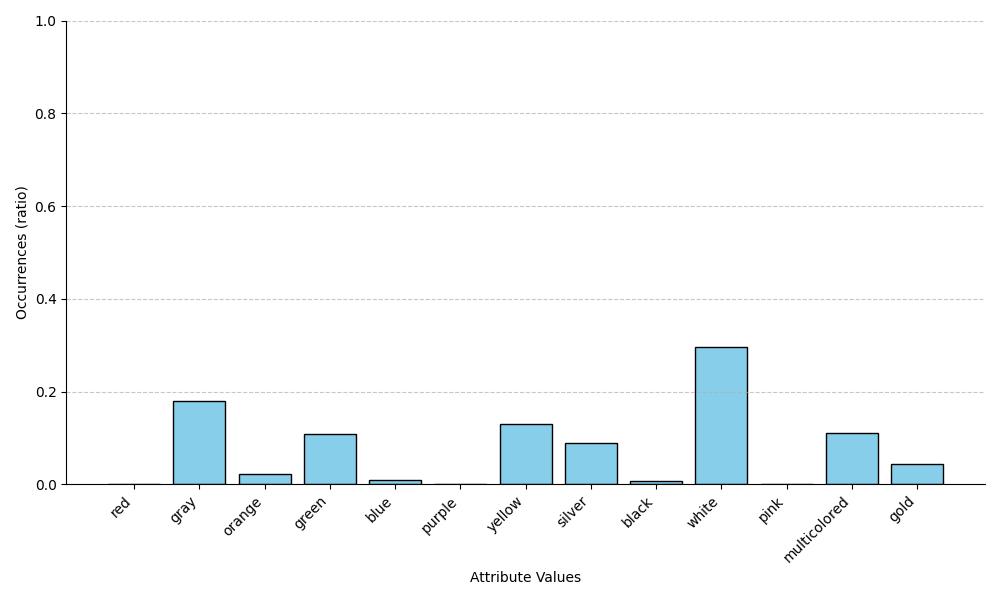 1.0
0.8
0.6
0.4
0.2
0.0
Occurrences (ratio)
red
gray
orange
green
blue
purple
yellow
silver
black
white
pink
multicolored
gold
Attribute Values